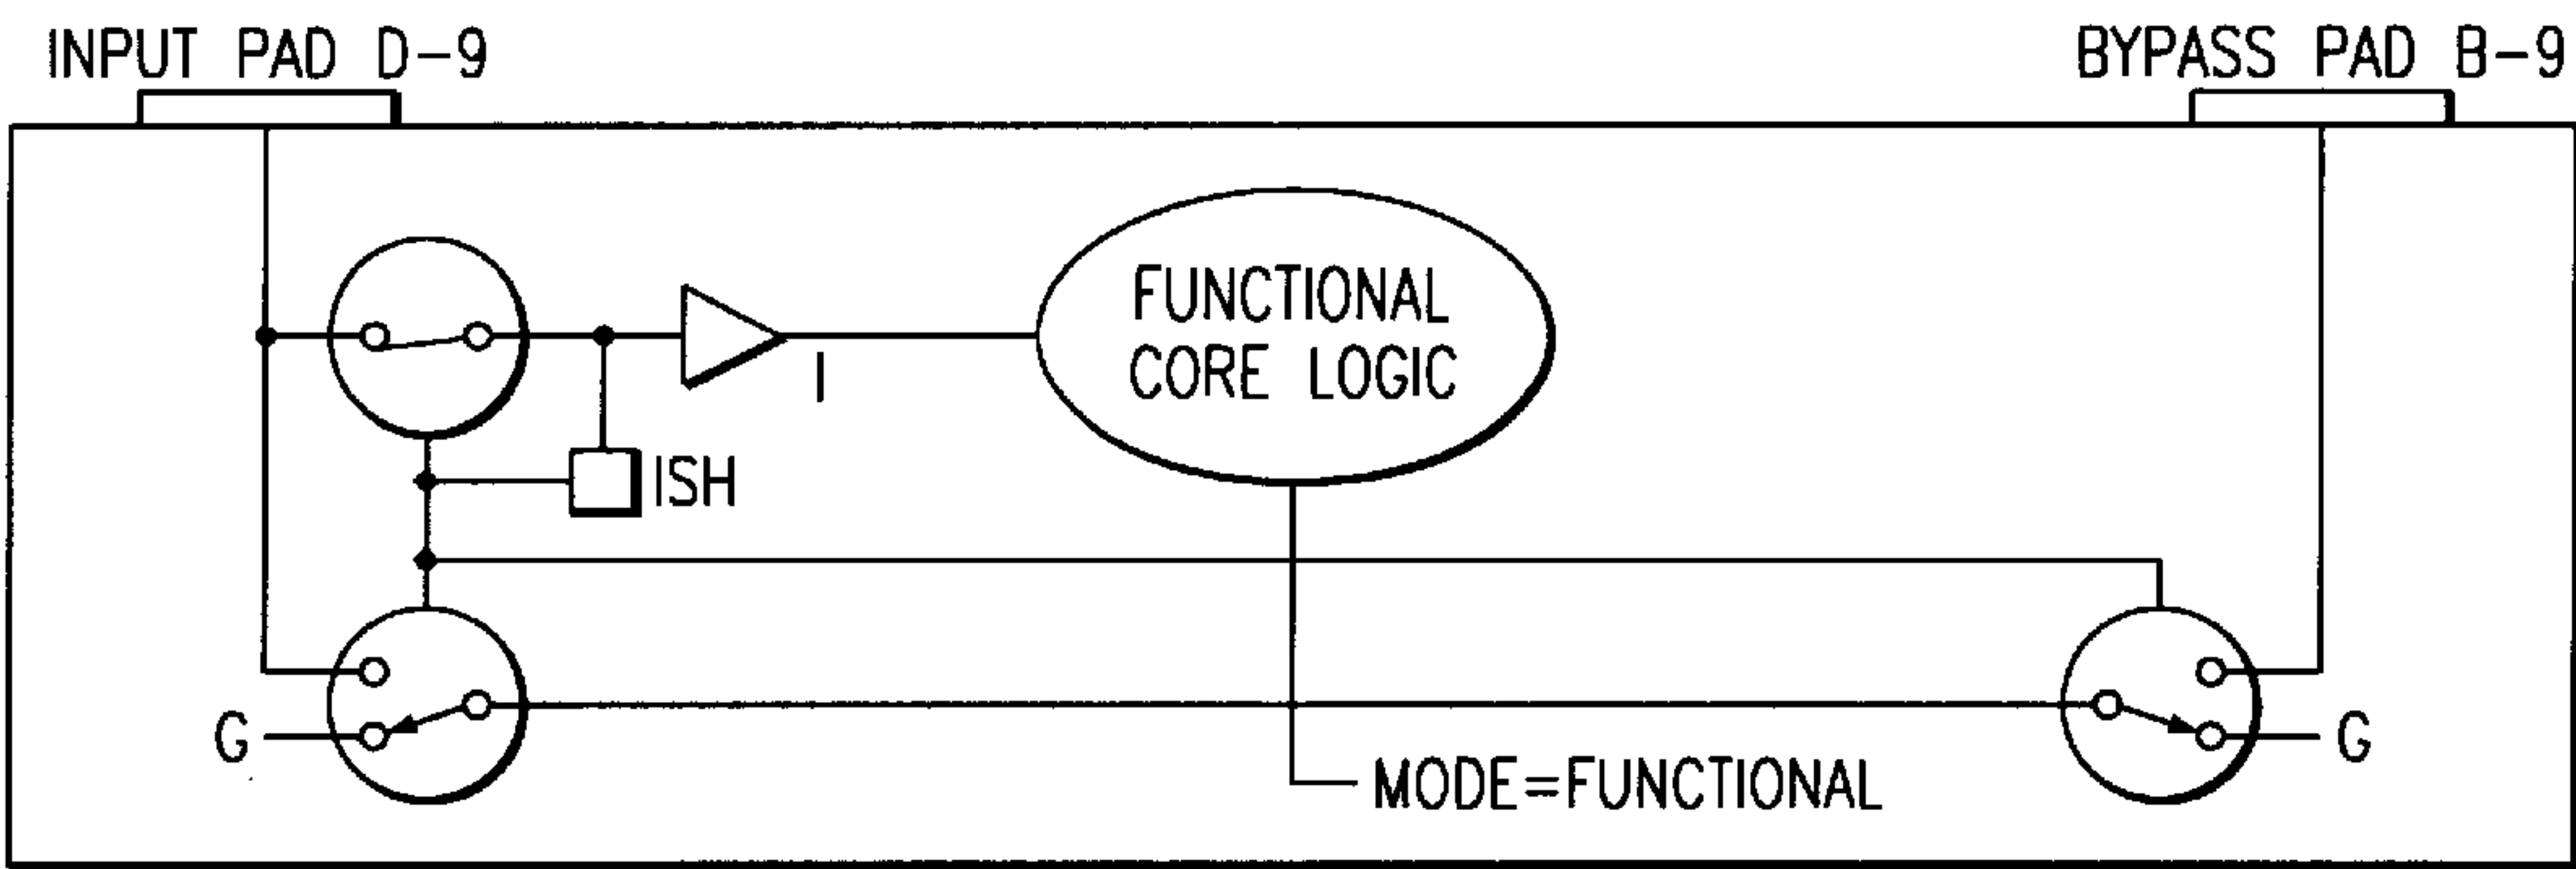 INPUT PAD D-9
BYPASS PAD B-9
FUNCTIONAL
CORE LOGIC
I
ISH
G
G
MODE=FUNCTIONAL